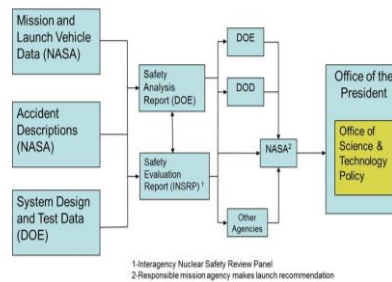 Mission and
Launch Vehicle
Data (NASA)
Accident
Descriptions
(NASA)
System Design
and Test Data
(DOE)
Safety
Analysis
Report (DOE)
Safety
Evaluation
Report (INSRP) 1
DOE
DOD
Other
Agencies
NASA2
Office of the
President
Office of
Science &
Technology
Policy
1-Interagency Nuclear Safety Review Panel
2-Responsible mission agency makes launch recommendation